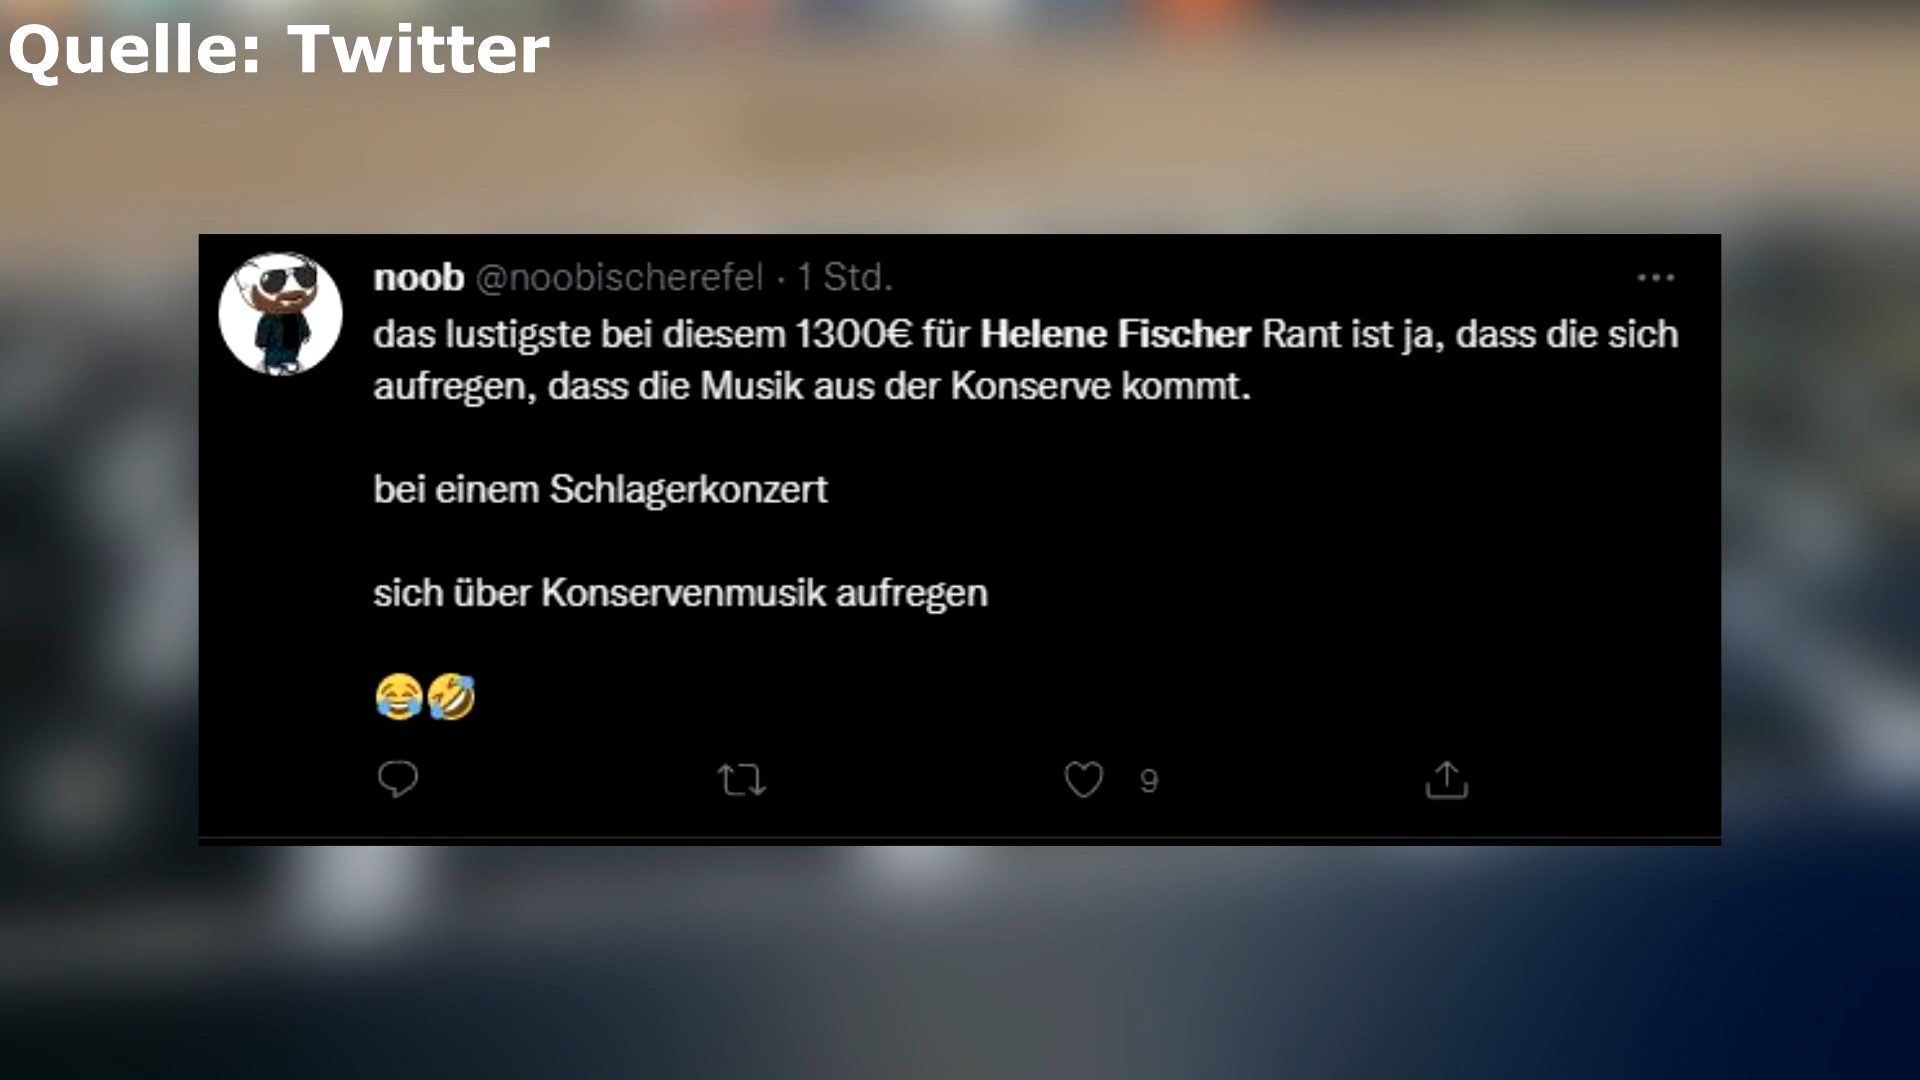 Quelle: Twitter
noob @noobischerefel · 1 Std.
das lustigste bei diesem 1300€ für Helene Fischer Rant ist ja, dass die sich
aufregen, dass die Musik aus der Konserve kommt.
bei einem Schlagerkonzert
sich über Konservenmusik aufregen
😂🤣
9